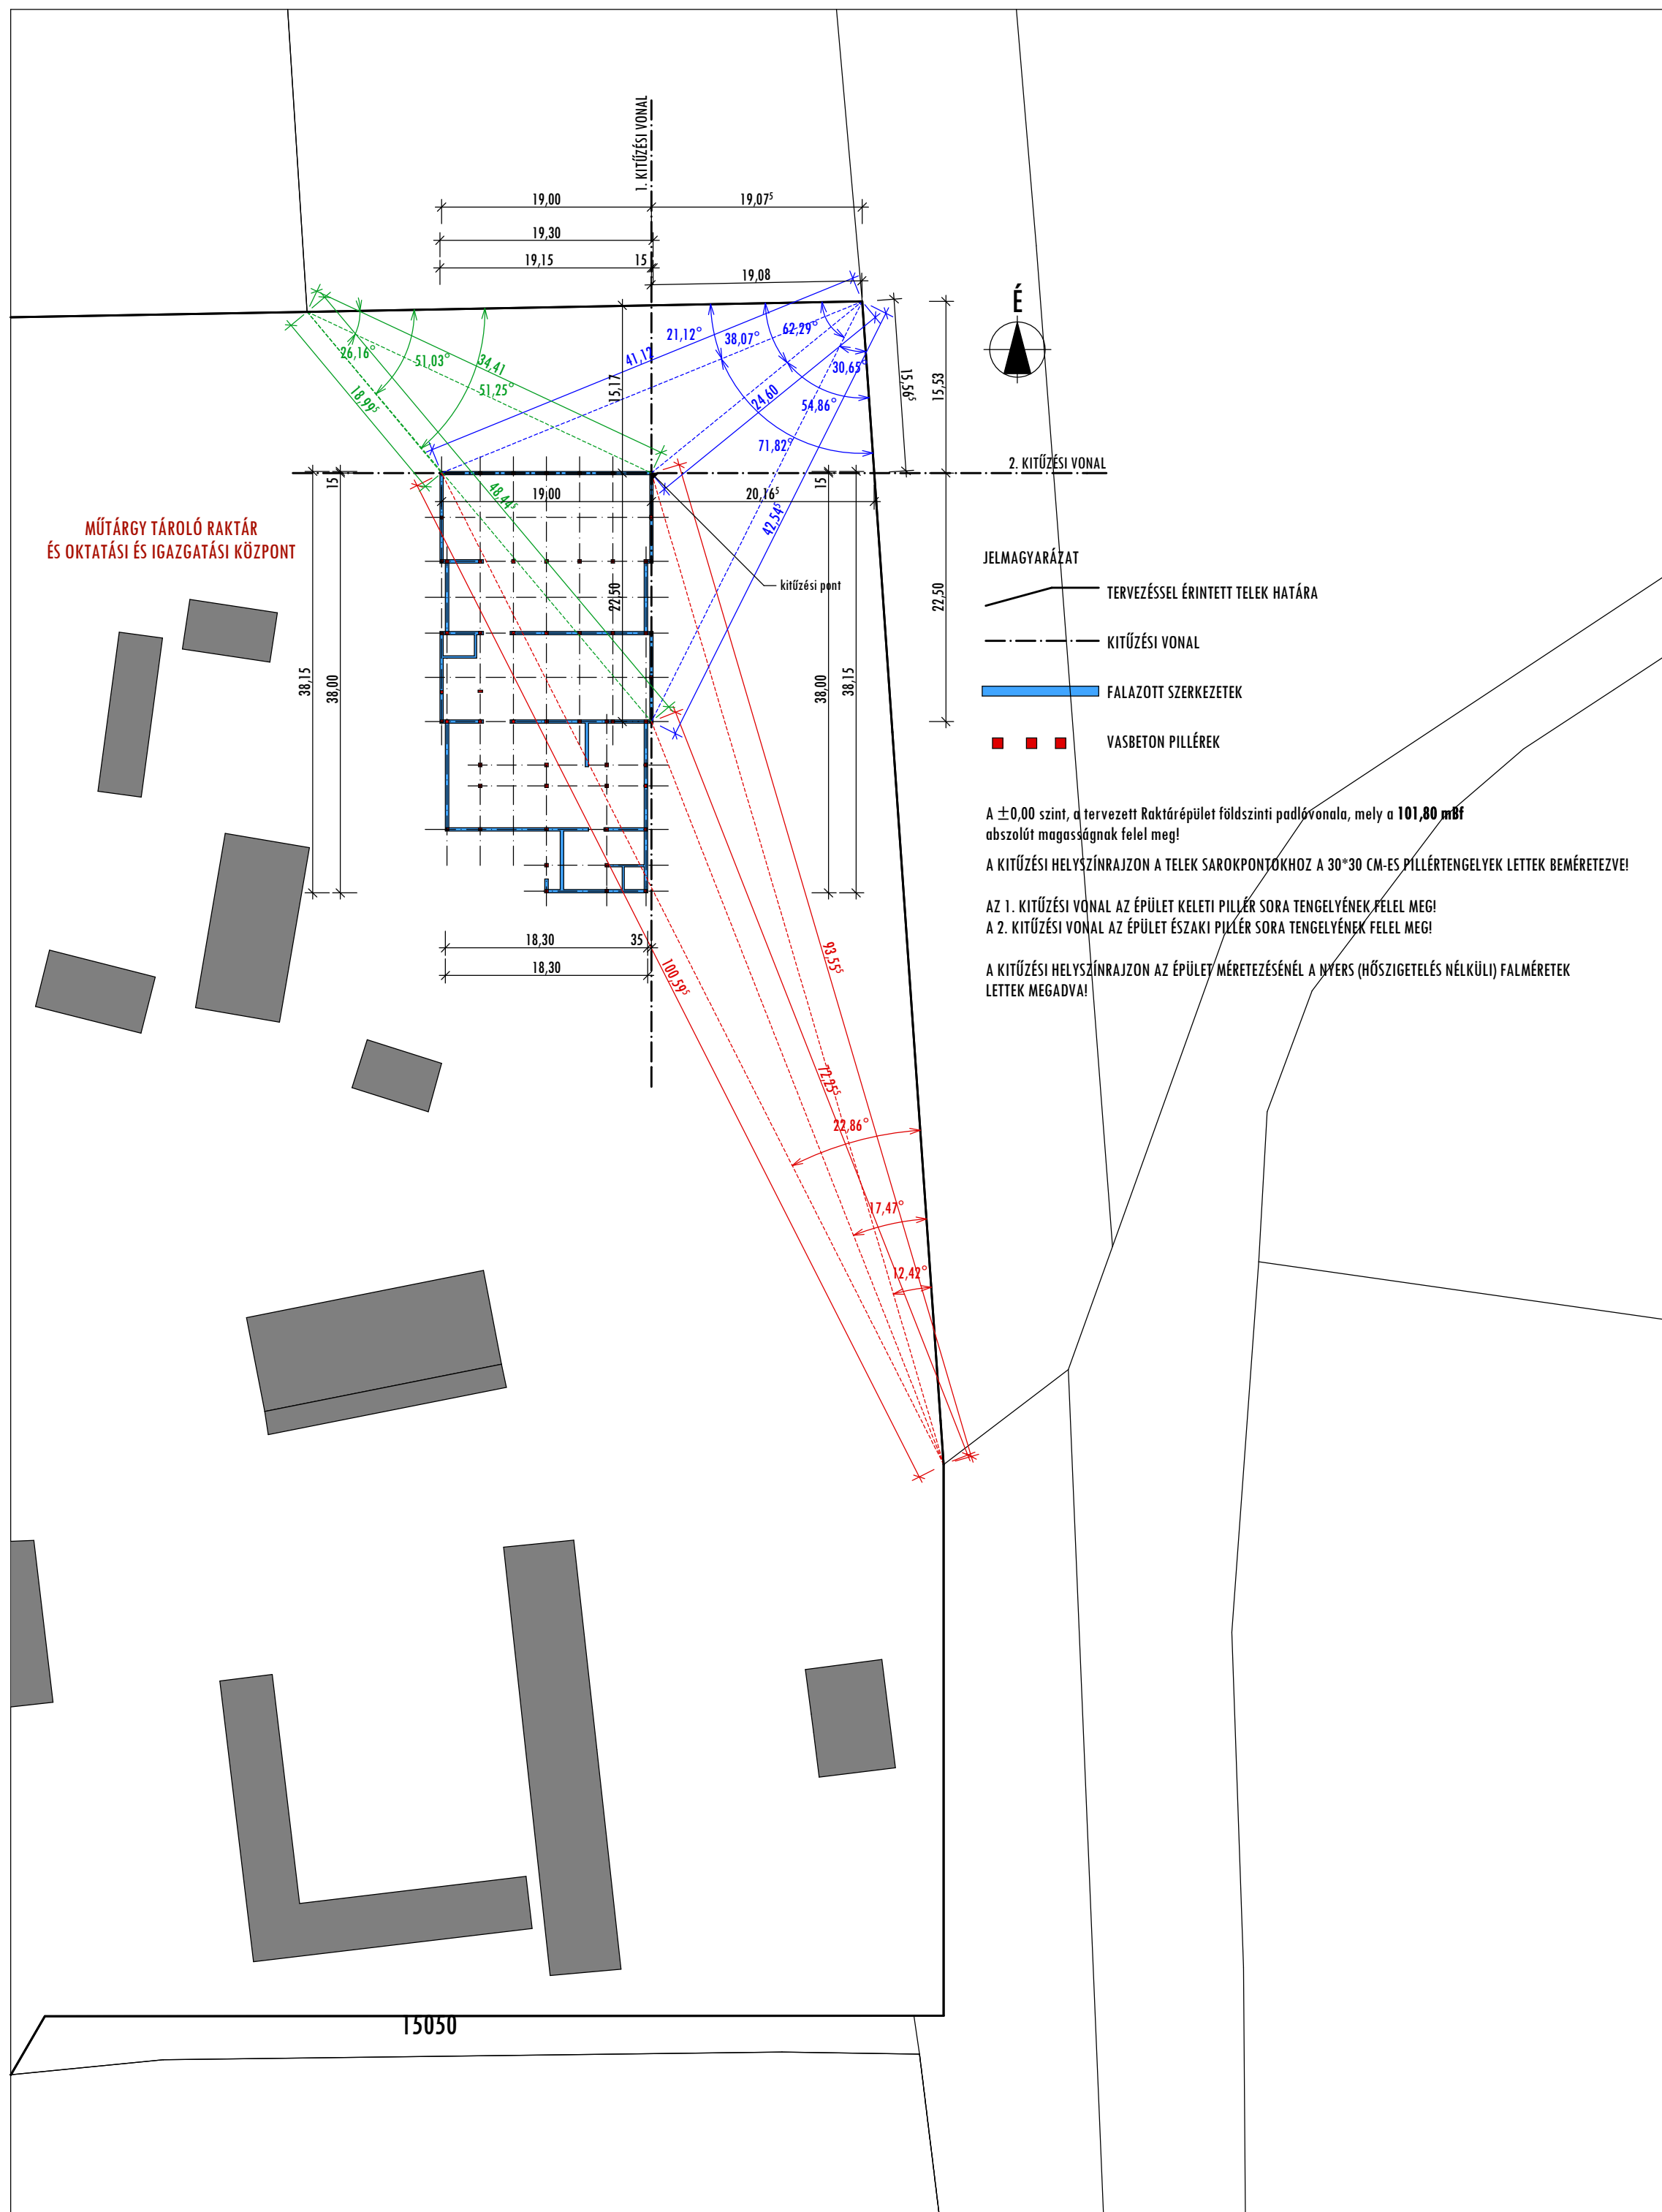 1. KITŰZÉSI VONAL
19,00
19,07⁵
19,30
19,15
15
19,08
É
21,12°
38,07°
62,29°
26,16°
51,03°
34,41
51,25°
41,12
15,17
30,65°
15,56⁵
15,53
18,99⁵
24,60
54,86°
71,82°
2. KITŰZÉSI VONAL
15
48,44⁵
19,00
20,16⁵
15
42,54⁵
MŰTÁRGY TÁROLÓ RAKTÁR
ÉS OKTATÁSI ÉS IGAZGATÁSI KÖZPONT
kitűzési pont
22,50
22,50
38,15
38,00
38,00
38,15
JELMAGYARÁZAT
TERVEZÉSSEL ÉRINTETT TELEK HATÁRA
KITŰZÉSI VONAL
FALAZOTT SZERKEZETEK
VASBETON PILLÉREK
A ±0,00 szint, a tervezett Raktárépület földszinti padlóvonala, mely a 101,80 mBf
abszolút magasságnak felel meg!
A KITŰZÉSI HELYSZÍNRAJZON A TELEK SAROKPONTOKHOZ A 30*30 CM-ES PILLÉRTENGELYEK LETTEK BEMÉRETEZVE!
AZ 1. KITŰZÉSI VONAL AZ ÉPÜLET KELETI PILLÉR SORA TENGELYÉNEK FELEL MEG!
A 2. KITŰZÉSI VONAL AZ ÉPÜLET ÉSZAKI PILLÉR SORA TENGELYÉNEK FELEL MEG!
A KITŰZÉSI HELYSZÍNRAJZON AZ ÉPÜLET MÉRETEZÉSÉNÉL A NYERS (HŐSZIGETELÉS NÉLKÜLI) FALMÉRETEK
LETTEK MEGADVA!
18,30
35
18,30
100,59⁵
93,55⁵
72,25⁵
22,86°
17,47°
12,42°
15050